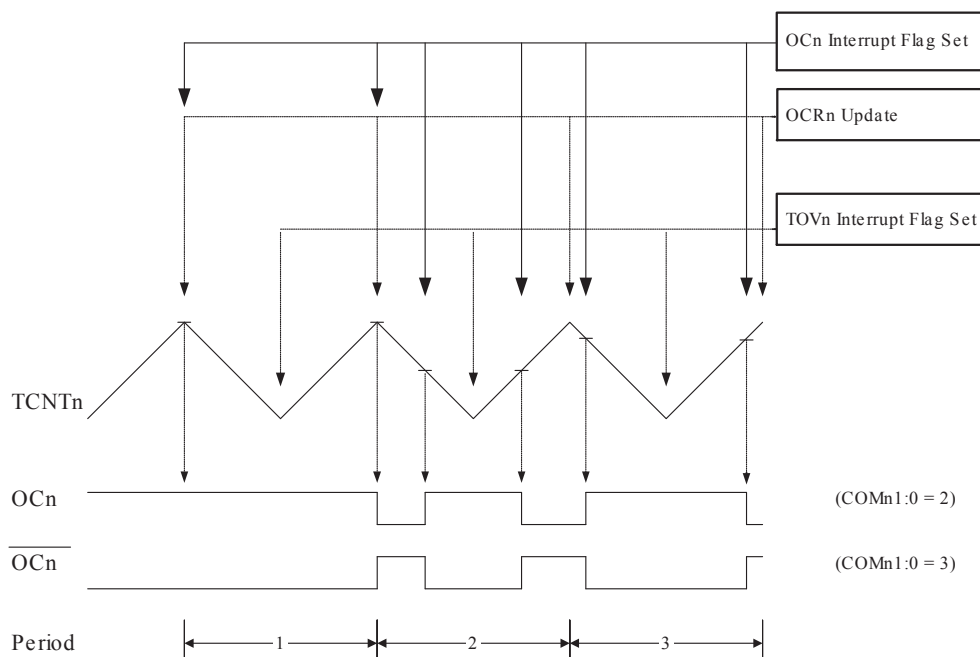 OCn Interrupt Flag Set
OCRn Update
TOVn Interrupt Flag Set
TCNTn
OCn
(COMn1:0 = 2)
OCn
(COMn1:0 = 3)
Period
1
2
3